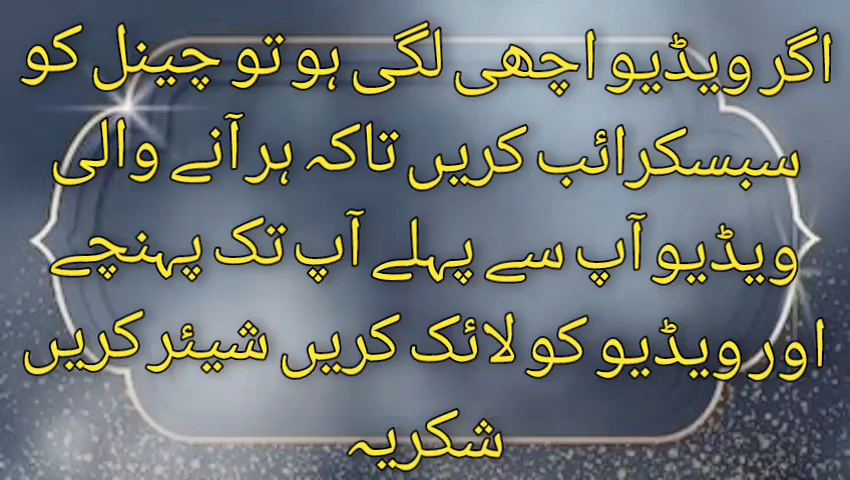 اگر ویڈیو اچھی لگی ہو تو چینل کو
سبسکرائب کریں تاکہ ہر آنے والی
ویڈیو آپ سے پہلے آپ تک پہنچے
اور ویڈیو کو لائک کریں شیئر کریں
شکریہ